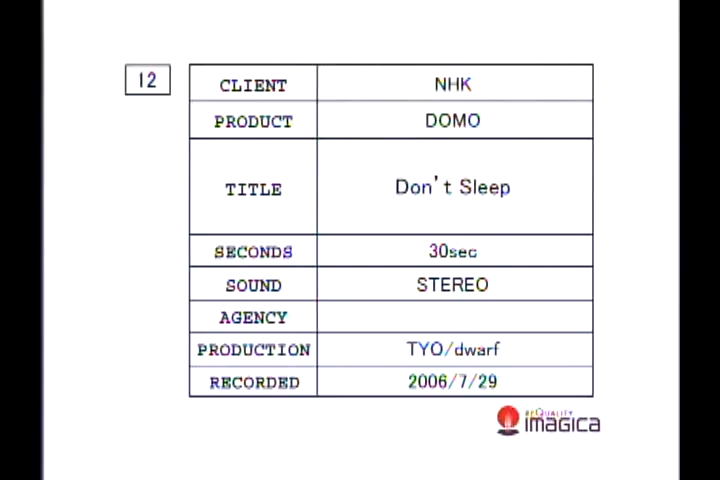 12
CLIENT NHK
PRODUCT DOMO
TITLE Don't Sleep
SECONDS 30sec
SOUND STEREO
AGENCY
PRODUCTION TYO/dwarf
RECORDED 2006/7/29
REQUALITY
imagica